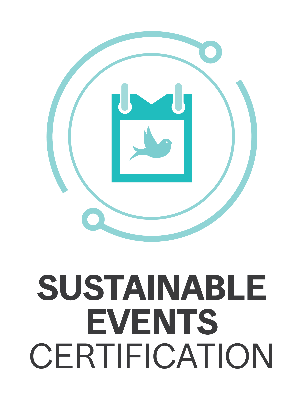 SUSTAINABLE
EVENTS
CERTIFICATION